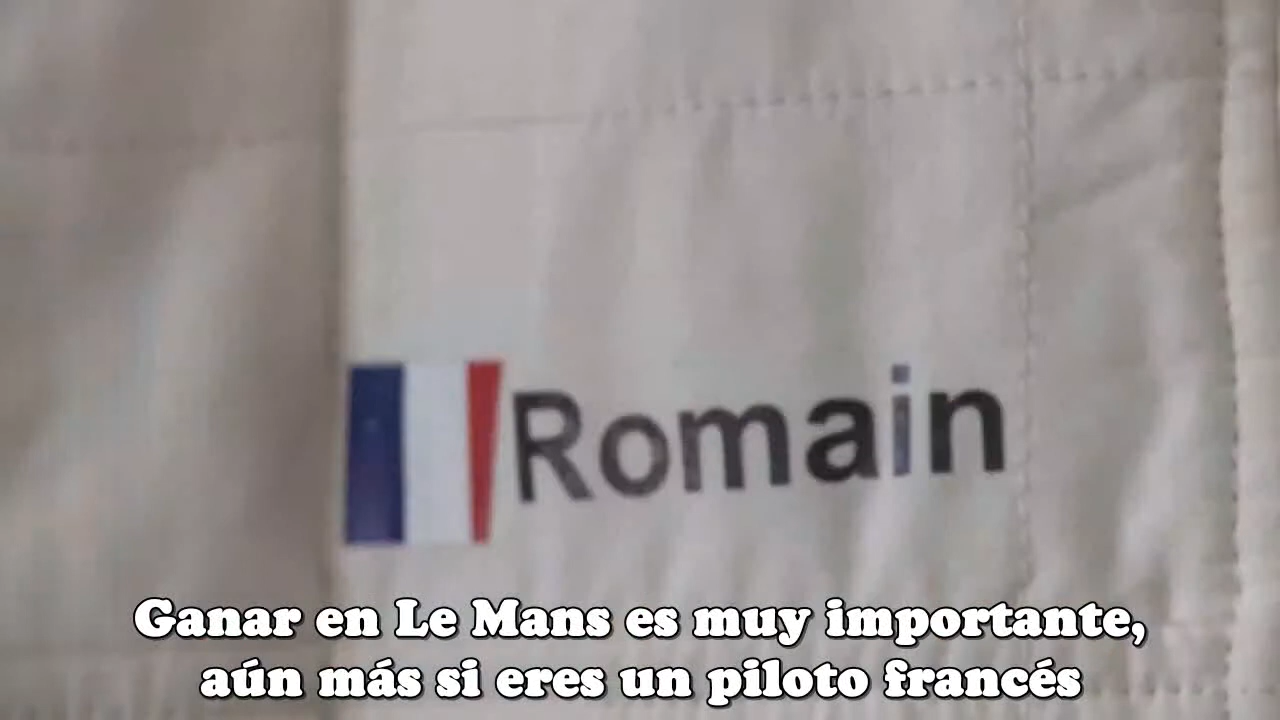 Romain
Ganar en Le Mans es muy importante,
aún más si eres un piloto francés